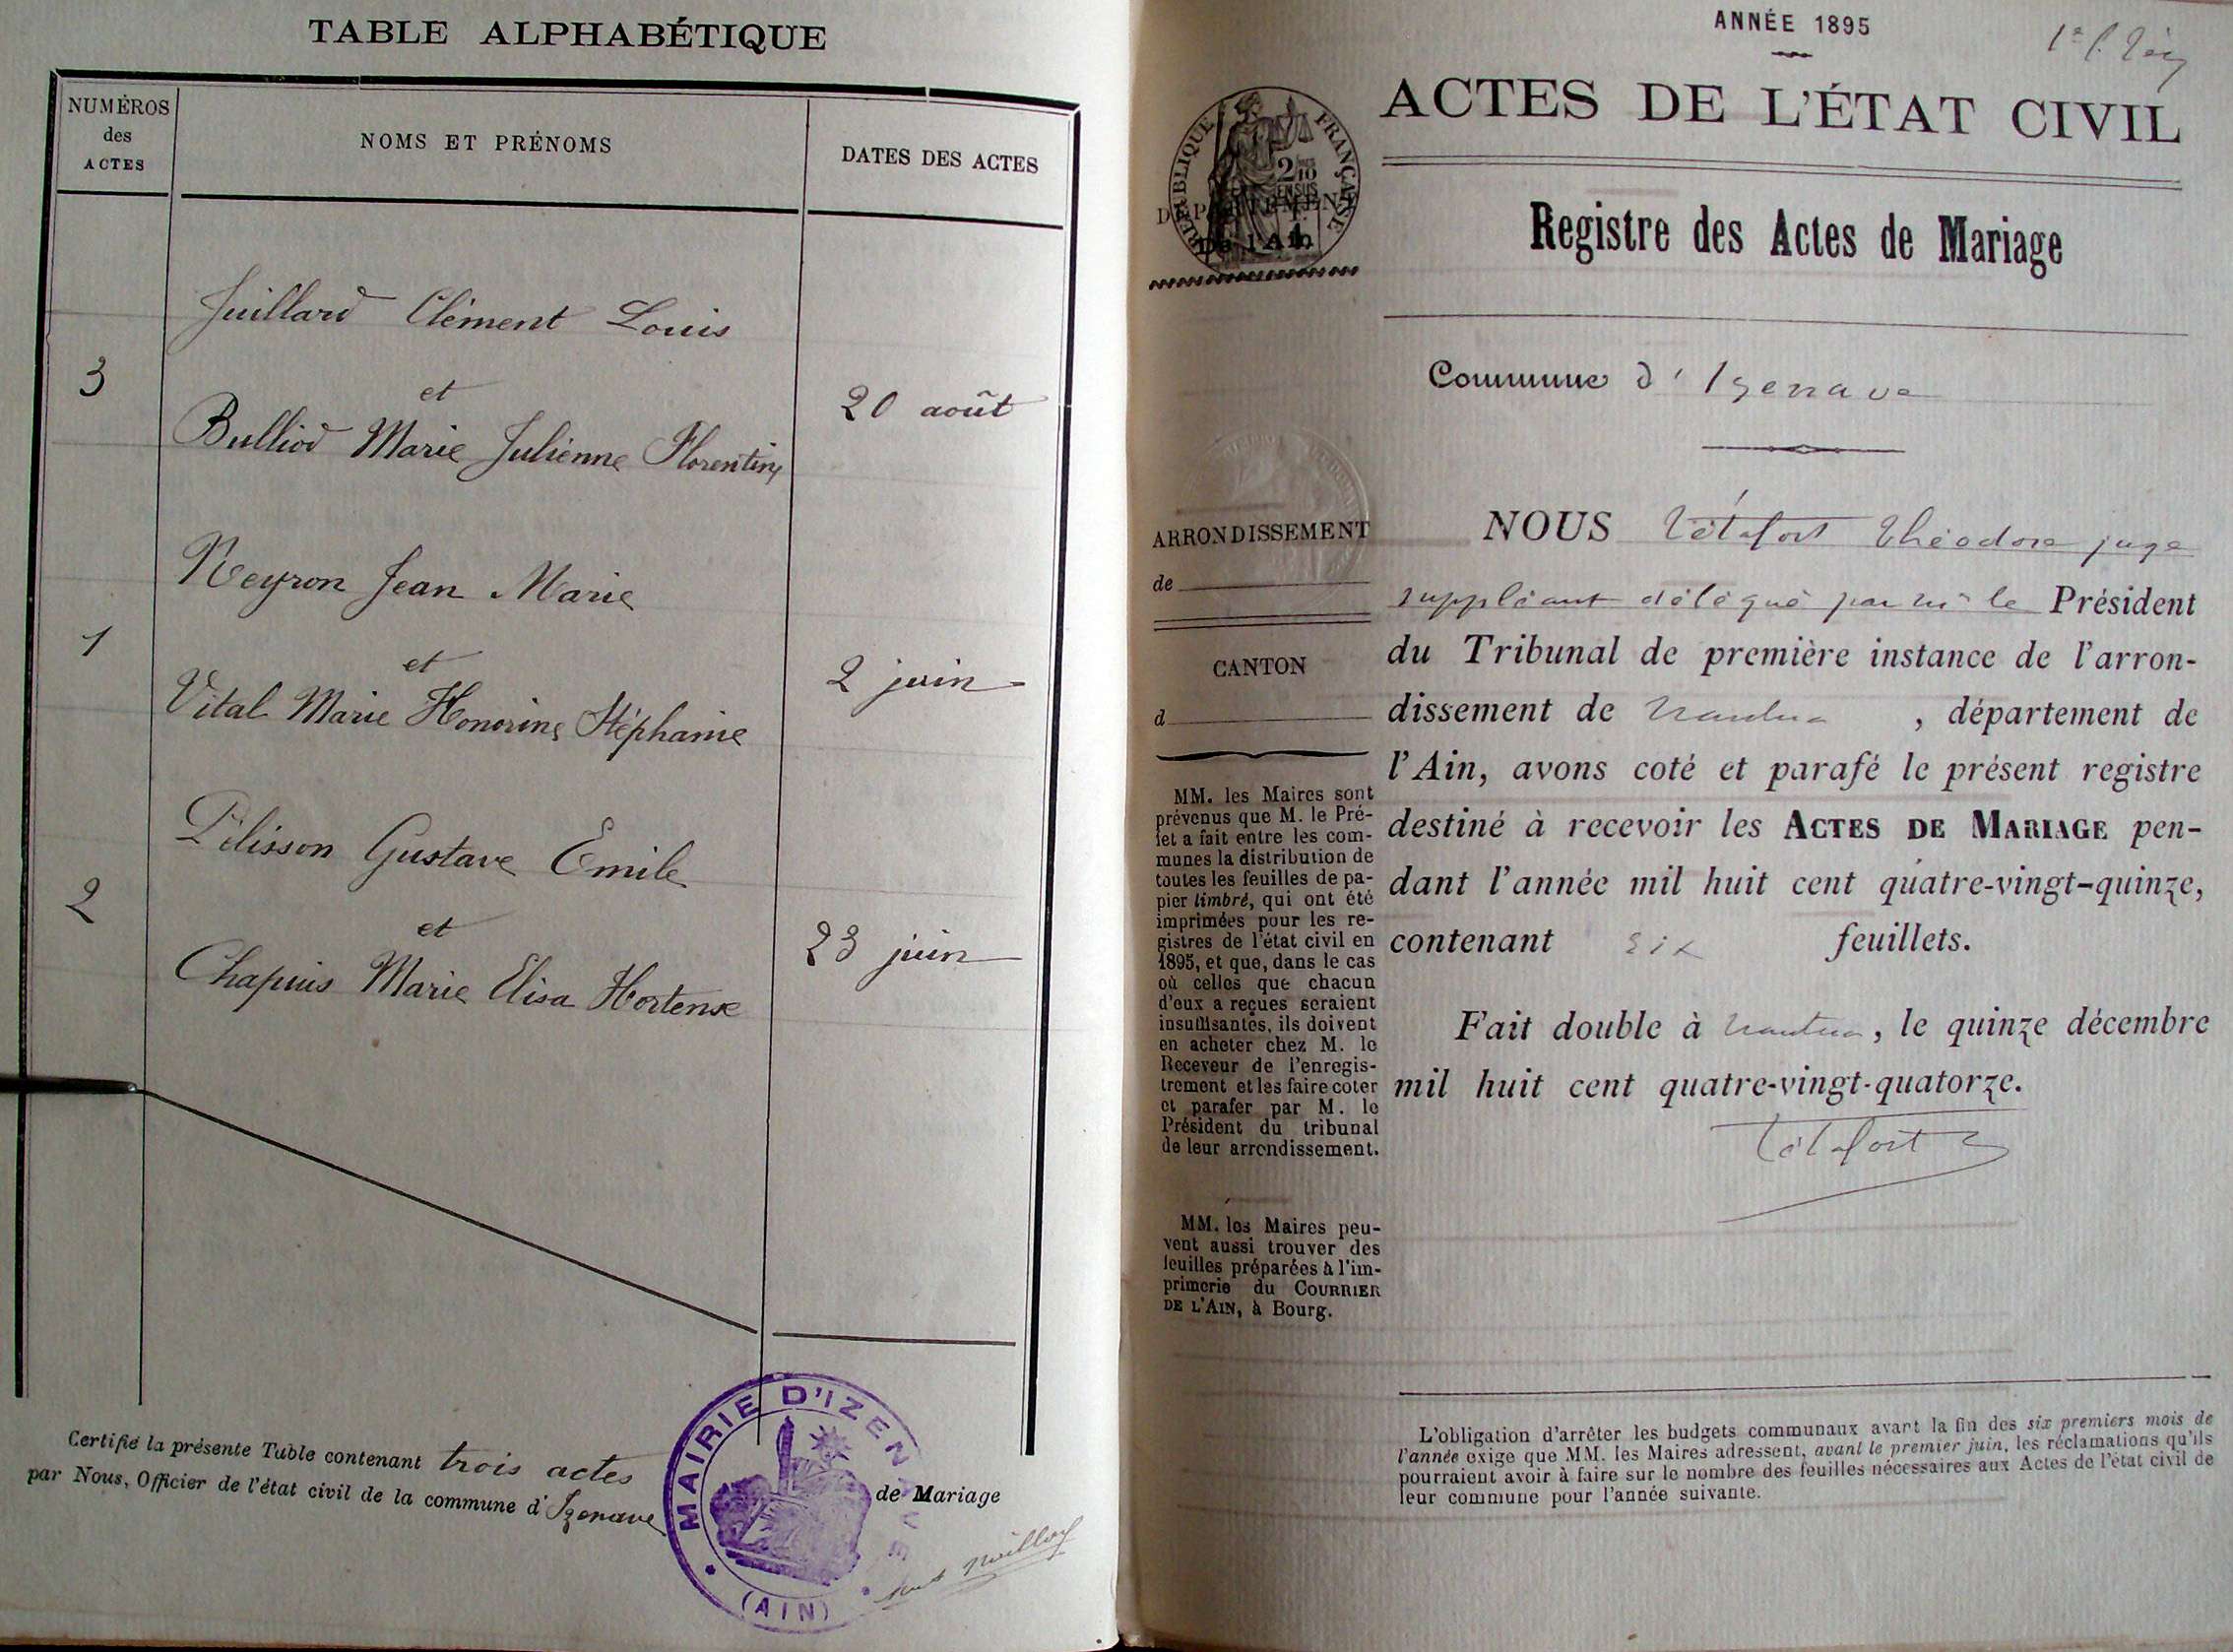 TABLE ALPHABÉTIQUE
NUMÉROS
des
ACTES
NOMS ET PRÉNOMS
DATES DES ACTES
Juillard Clément Louis
et
3
20 août
Bulliod Marie Julienne Florentine
Neyron Jean Marie
1
et
2 juin
Vital Marie Honorine Stéphanie
Pélisson Gustave Emile
2
et
23 juin
Chapuis Marie Elisa Hortense
Certifié la présente Table contenant trois actes
de Mariage
par Nous, Officier de l'état civil de la commune d'Izenave
MAIRIE D'IZENAVE
(AIN)
ANNÉE 1895
ACTES DE L'ÉTAT CIVIL
RÉPUBLIQUE FRANÇAISE
DÉPARTEMENT
De l'Ain
Registre des Actes de Mariage
Commune d'Izenave
ARRONDISSEMENT
de
CANTON
d
MM. les Maires sont
prévenus que M. le Pré-
fet a fait entre les com-
munes la distribution de
toutes les feuilles de pa-
pier timbré, qui ont été
imprimées pour les re-
gistres de l'état civil en
1895, et que, dans le cas
où celles que chacun
d'eux a reçues seraient
insuffisantes, ils doivent
en acheter chez M. le
Receveur de l'enregis-
trement et les faire coter
et parafer par M. le
Président du tribunal
de leur arrondissement.
MM. les Maires peu-
vent aussi trouver des
feuilles préparées à l'im-
primerie du COURRIER
DE L'AIN, à Bourg.
NOUS Tétafort Théodore juge
suppléant délégué par Mr le Président
du Tribunal de première instance de l'arron-
dissement de Nantua , département de
l'Ain, avons coté et parafé le présent registre
destiné à recevoir les ACTES DE MARIAGE pen-
dant l'année mil huit cent quatre-vingt-quinze,
contenant six feuillets.
Fait double à Nantua, le quinze décembre
mil huit cent quatre-vingt-quatorze.
Tétafort
L'obligation d'arrêter les budgets communaux avant la fin des six premiers mois de
l'année exige que MM. les Maires adressent, avant le premier juin, les réclamations qu'ils
pourraient avoir à faire sur le nombre des feuilles nécessaires aux Actes de l'état civil de
leur commune pour l'année suivante.